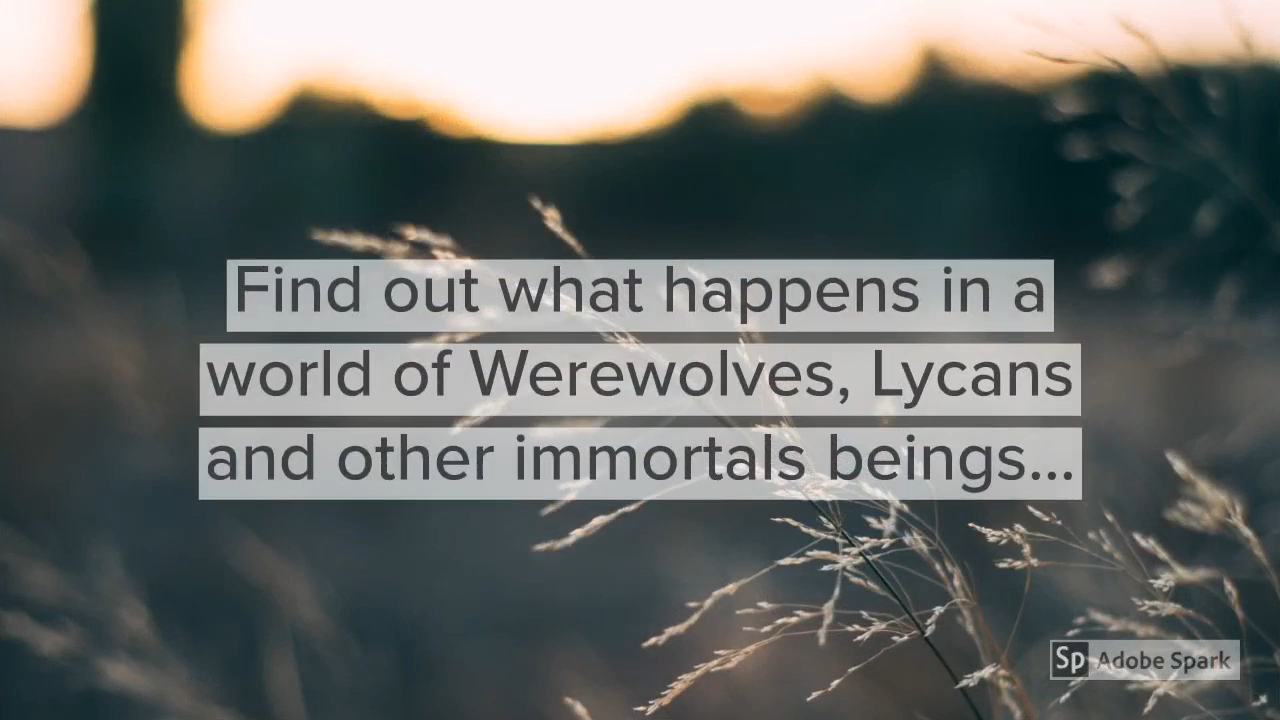 Find out what happens in a
world of Werewolves, Lycans
and other immortals beings...
Sp Adobe Spark